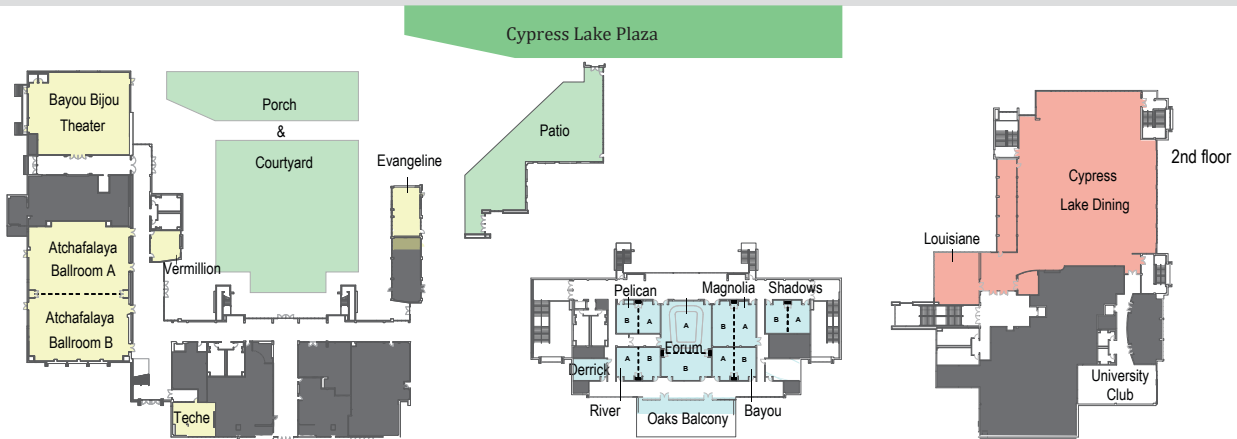 Cypress Lake Plaza
Bayou Bijou
Theater
Porch
&
Courtyard
Evangeline
Patio
Atchafalaya
Ballroom A
Vermillion
Atchafalaya
Ballroom B
Teche
Pelican
Magnolia
Shadows
B A
A
B A
B A
Forum
A B
B
A B
Derrick
River
Oaks Balcony
Bayou
2nd floor
Cypress
Lake Dining
Louisiane
University
Club